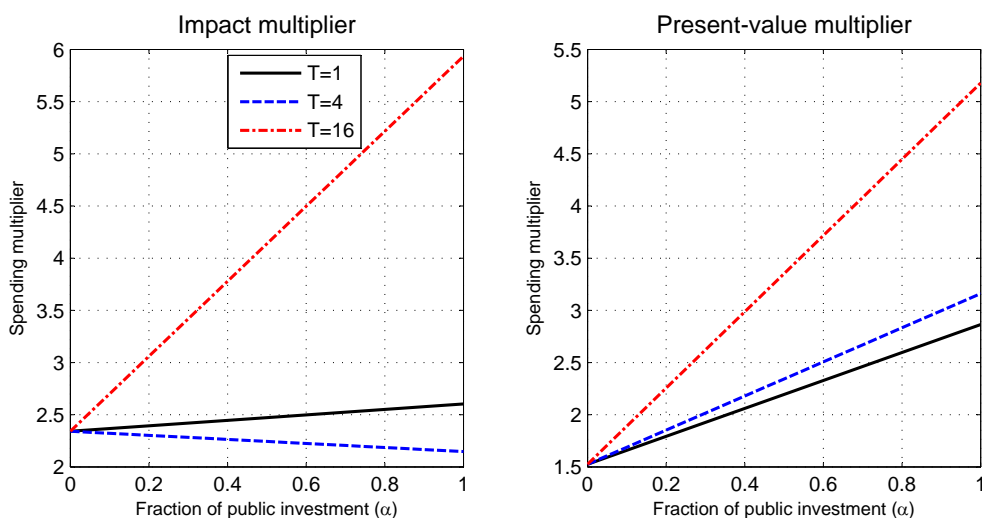 Impact multiplier
6
5.5
5
4.5
4
3.5
3
2.5
2
Spending multiplier
T=1
T=4
T=16
0 0.2 0.4 0.6 0.8 1
Fraction of public investment (α)
Present-value multiplier
5.5
5
4.5
4
3.5
3
2.5
2
1.5
Spending multiplier
0 0.2 0.4 0.6 0.8 1
Fraction of public investment (α)